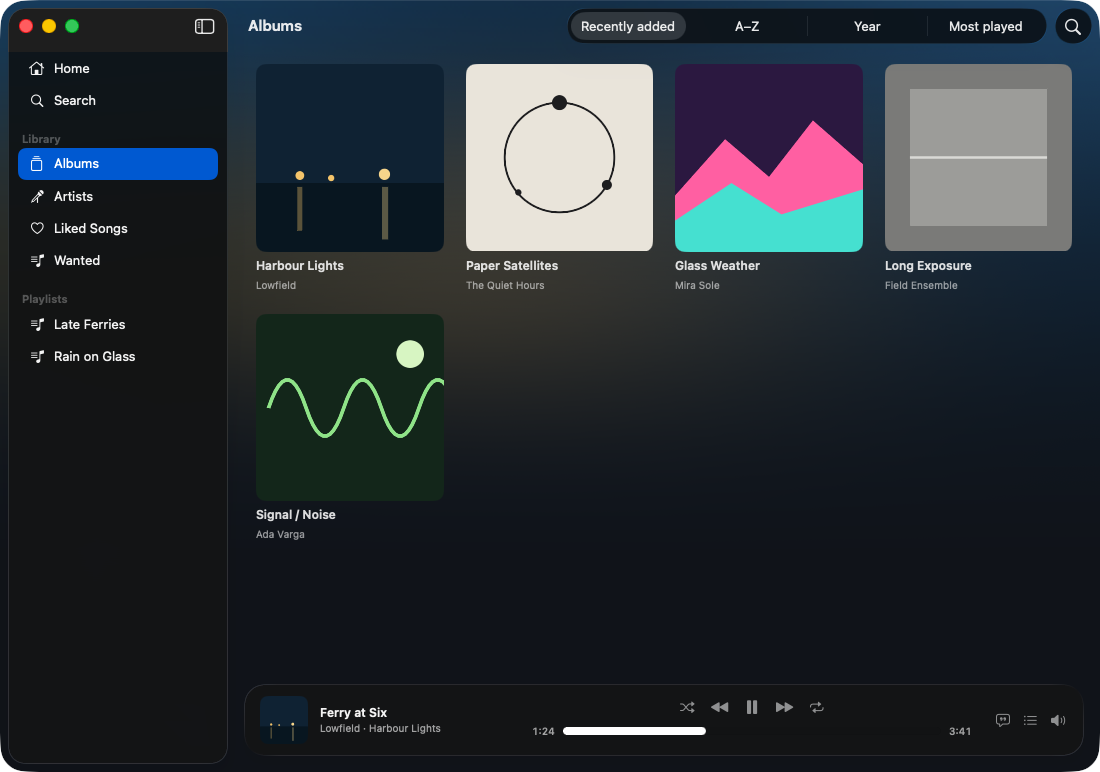 Albums
Recently added
A–Z
Year
Most played
Home
Search
Library
Albums
Artists
Liked Songs
Wanted
Playlists
Late Ferries
Rain on Glass
Harbour Lights
Lowfield
Paper Satellites
The Quiet Hours
Glass Weather
Mira Sole
Long Exposure
Field Ensemble
Signal / Noise
Ada Varga
Ferry at Six
Lowfield · Harbour Lights
1:24
3:41